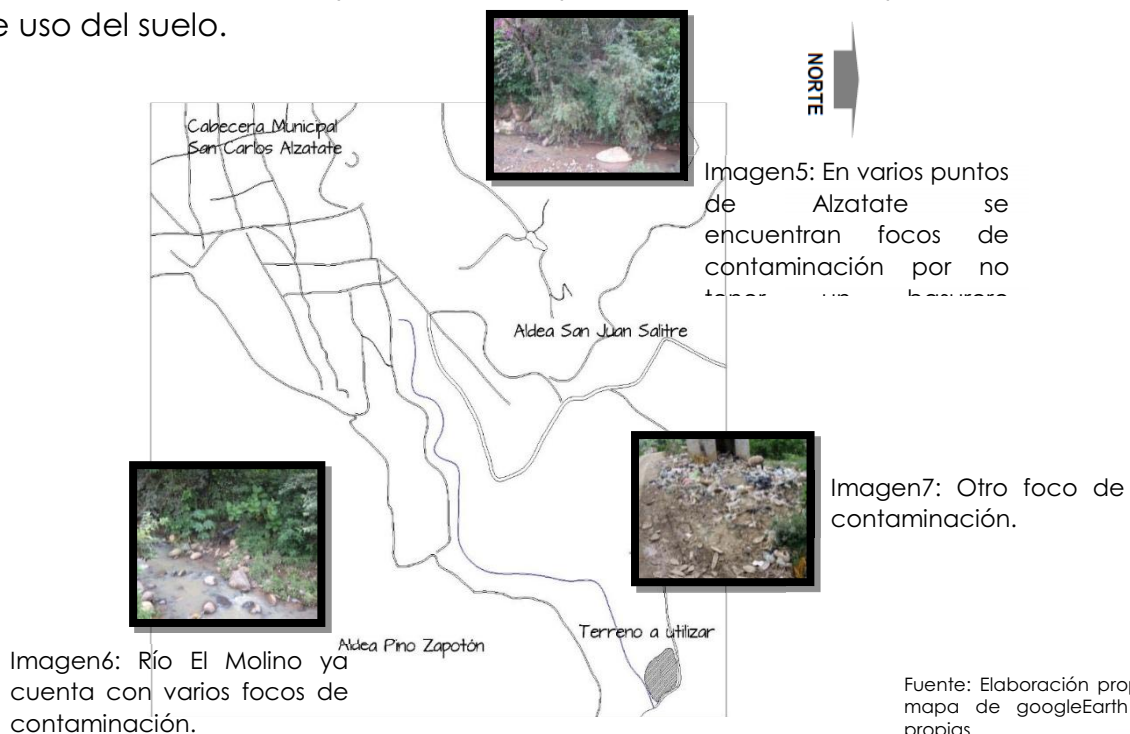 e uso del suelo.
NORTE
Cabecera Municipal
San Carlos Alzatate
Imagen5: En varios puntos
de Alzatate se
encuentran focos de
contaminación por no
Aldea San Juan Salitre
Imagen7: Otro foco de
contaminación.
Terreno a utilizar
Aldea Pino Zapotón
Imagen6: Río El Molino ya
cuenta con varios focos de
contaminación.
Fuente: Elaboración prop
mapa de googleEarth
propias